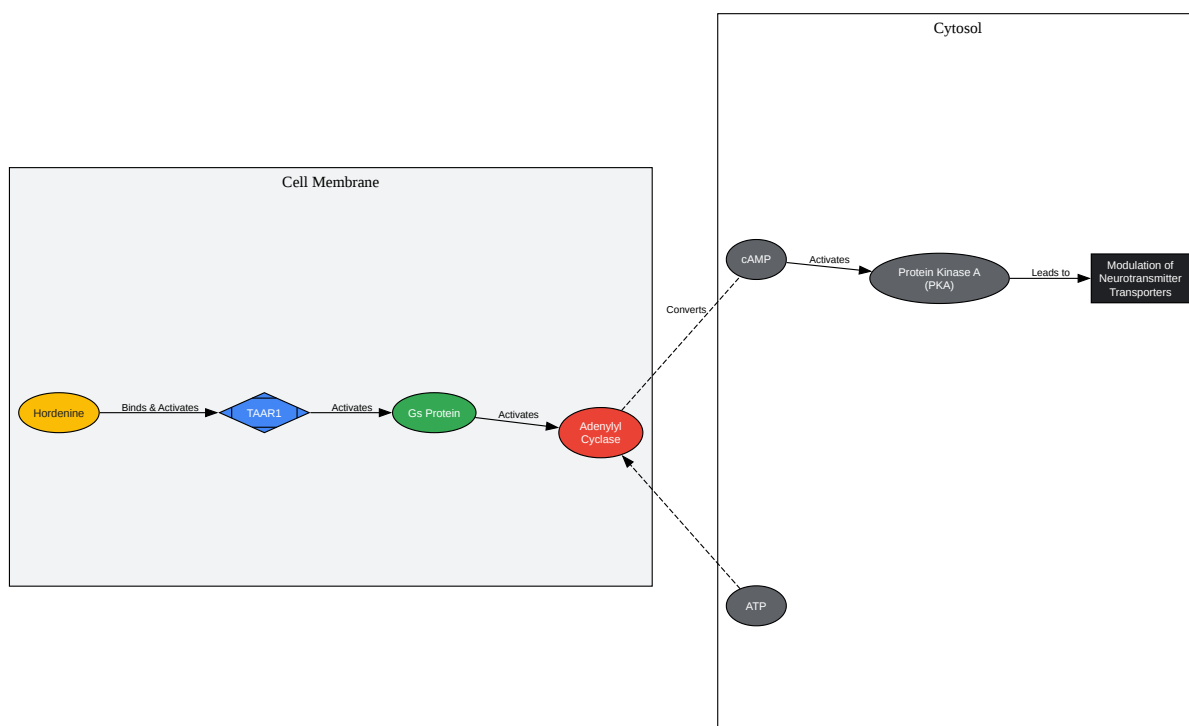 Cytosol
Cell Membrane
cAMP
Activates
Protein Kinase A
(PKA)
Leads to
Modulation of
Neurotransmitter
Transporters
Converts
Hordenine
Binds & Activates
TAAR1
Activates
Gs Protein
Activates
Adenylyl
Cyclase
ATP